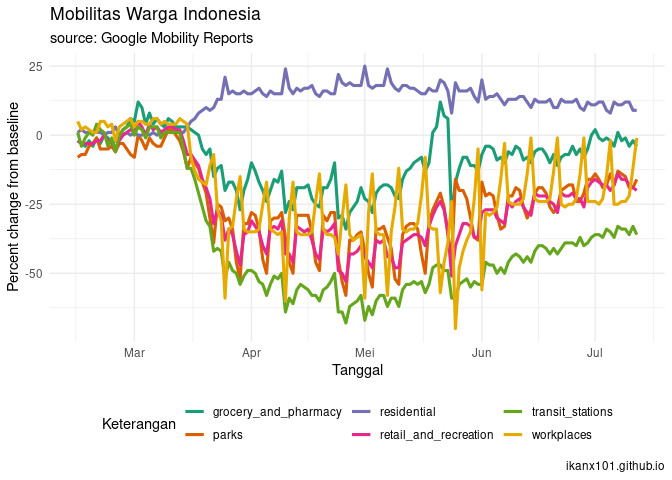 Mobilitas Warga Indonesia
source: Google Mobility Reports
Percent change from baseline
25
0
-25
-50
Mar
Apr
Mei
Jun
Jul
Tanggal
Keterangan
grocery_and_pharmacy
residential
transit_stations
parks
retail_and_recreation
workplaces
ikanx101.github.io